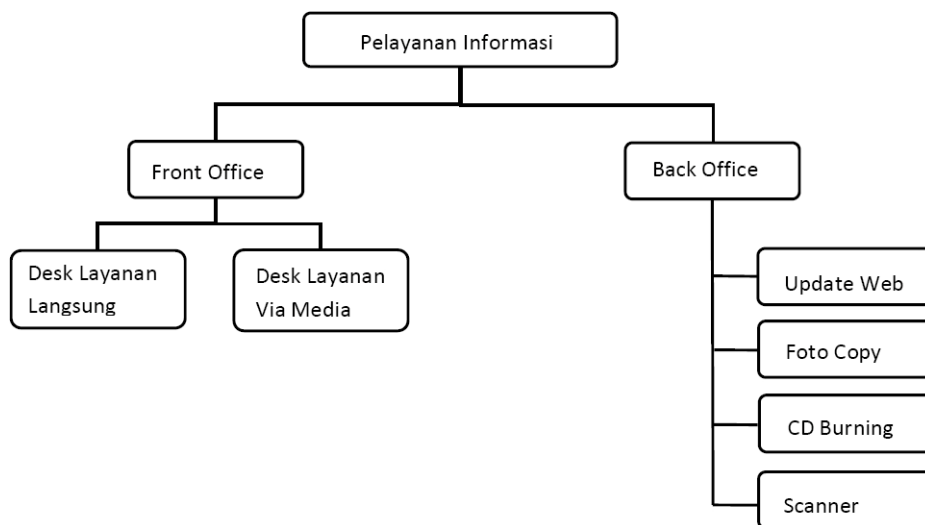 Pelayanan Informasi
Front Office
Back Office
Desk Layanan
Langsung
Desk Layanan
Via Media
Update Web
Foto Copy
CD Burning
Scanner